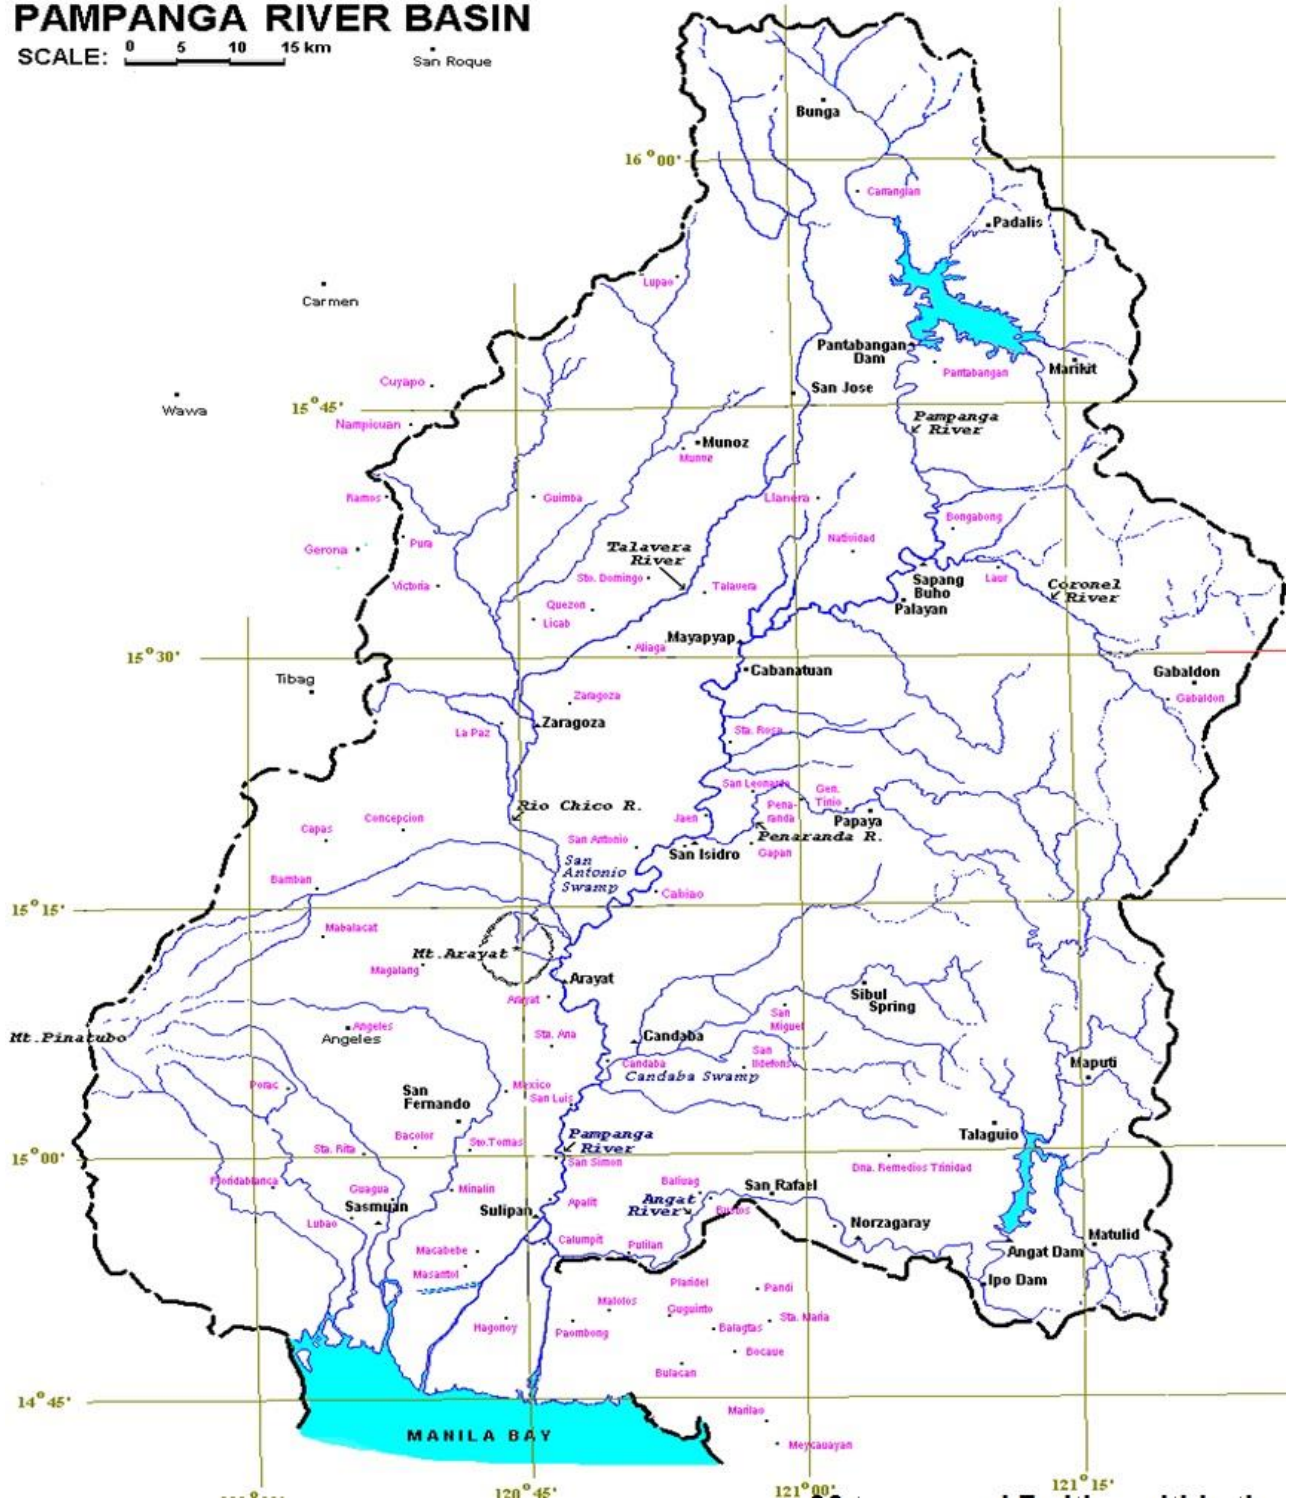 PAMPANGA RIVER BASIN
SCALE: 0 5 10 15 km
San Roque
Bunga
16°00'
Carranglan
Padalis
Lupao
Carmen
Pantabangan
Dam
Pantabangan
Marikit
Cuyapo
San Jose
Wawa
15°45'
Nampicuan
Pampanga
River
Munoz
Munne
Ramos
Guimba
Llanera
Bongabong
Gerona
Pura
Natividad
Talavera
River
Victoria
Sto. Domingo
Talavera
Sapang
Buho
Laur
Coronel
River
Quezon
Palayan
Licab
Mayapyap
Aliaga
15°30'
Cabanatuan
Gabaldon
Gabaldon
Tibag
Zaragoza
Zaragoza
La Paz
Sta. Rosa
San Leonardo
Gen.
Tinio
Rio Chico R.
Pena-
randa
Concepcion
Jaen
Papaya
Capas
San Antonio
Penaranda R.
San Isidro
Gapan
San
Antonio
Swamp
Bamban
Cabiao
15°15'
Mabalacat
Mt.Arayat
Magalang
Arayat
Arayat
Sibul
Spring
San
Miguel
Mt.Pinatubo
Angeles
Angeles
Sta. Ana
Candaba
San
Ildefonso
Candaba
Candaba Swamp
Maputi
Porac
Mexico
San
Fernando
San Luis
Talaguio
Bacolor
Sto.Tomas
Pampanga
River
Sta. Rita
15°00'
San Simon
Dna. Remedios Trinidad
Floridablanca
Guagua
Minalin
Baliuag
San Rafael
Angat
River
Bustos
Sasmuan
Sulipan
Apalit
Lubao
Norzagaray
Calumpit
Pulilan
Matulid
Macabebe
Angat Dam
Masantol
Ipo Dam
Plaridel
Pandi
Malolos
Guguinto
Sta. Maria
Hagonoy
Paombong
Balagtas
Bocaue
Bulacan
14°45'
Marilao
MANILA BAY
Meycauayan
120°45'
121°00'
121°15'